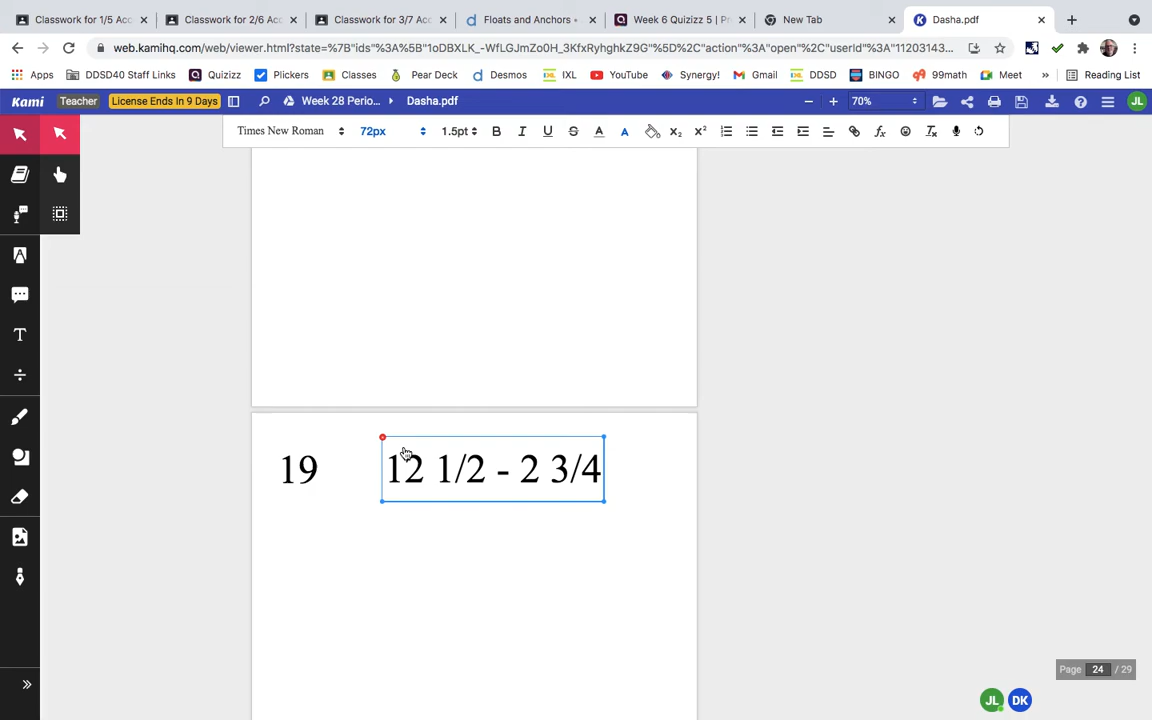 Classwork for 1/5 Acc
Classwork for 2/6 Acc
Classwork for 3/7 Acc
Floats and Anchors •
Week 6 Quizizz 5 | Pr
New Tab
Dasha.pdf
web.kamihq.com/web/viewer.html?state=%7B"ids"%3A%5B"1oDBXLK_-WfLGJmZo0H_3KfxRyhghkZ9G"%5D%2C"action"%3A"open"%2C"userId"%3A"11203143...
Apps
DDSD40 Staff Links
Quizizz
Plickers
Classes
Pear Deck
Desmos
IXL
YouTube
Synergy!
Gmail
DDSD
BINGO
99math
Meet
»
Reading List
Kami
Teacher
License Ends In 9 Days
Week 28 Perio...
Dasha.pdf
70%
JL
Times New Roman
72px
1.5pt
19
12 1/2 - 2 3/4
Page 24 / 29
JL
DK